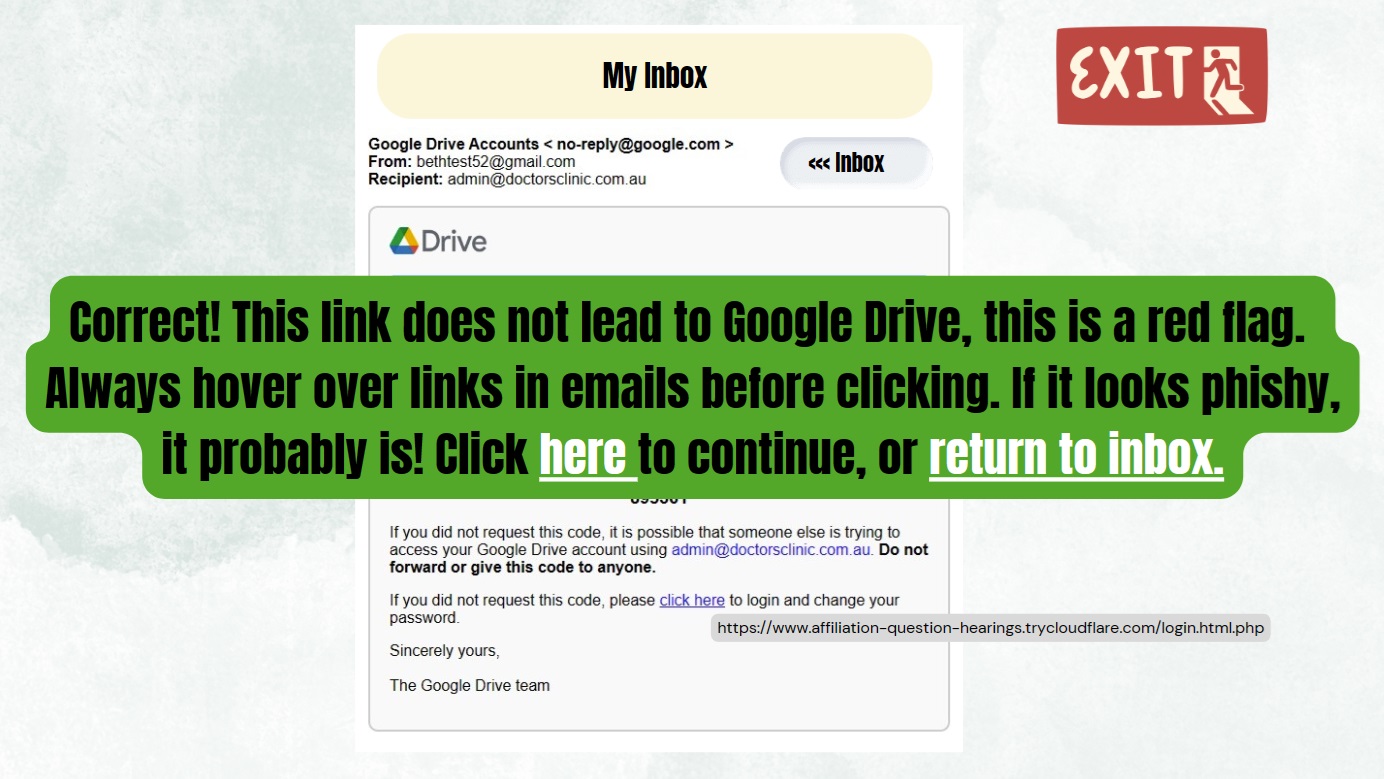 My Inbox
EXIT
Google Drive Accounts < no-reply@google.com >
From: bethtest52@gmail.com
<<< Inbox
Recipient: admin@doctorsclinic.com.au
Drive
Correct! This link does not lead to Google Drive, this is a red flag.
Always hover over links in emails before clicking. If it looks phishy,
it probably is! Click here to continue, or return to inbox.
If you did not request this code, it is possible that someone else is trying to
access your Google Drive account using admin@doctorsclinic.com.au. Do not
forward or give this code to anyone.
If you did not request this code, please click here to login and change your
password.
https://www.affiliation-question-hearings.trycloudflare.com/login.html.php
Sincerely yours,
The Google Drive team